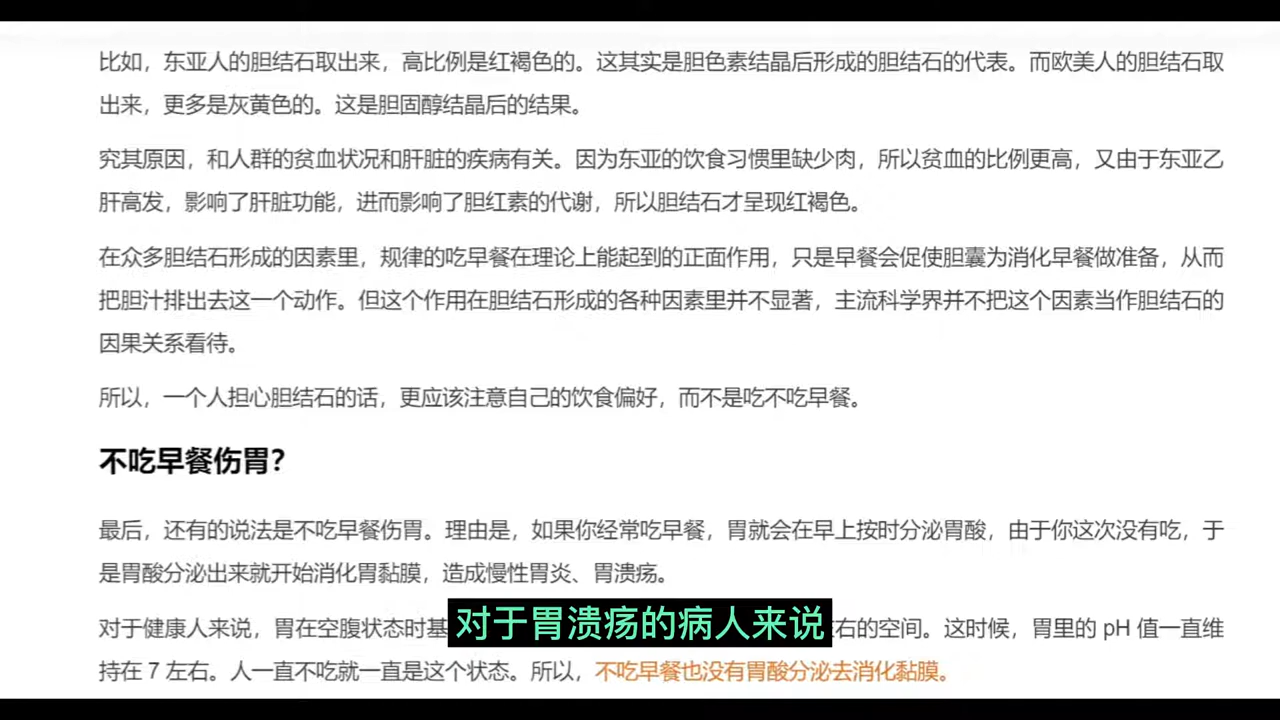 比如，东亚人的胆结石取出来，高比例是红褐色的。这其实是胆色素结晶后形成的胆结石的代表。而欧美人的胆结石取
出来，更多是灰黄色的。这是胆固醇结晶后的结果。
究其原因，和人群的贫血状况和肝脏的疾病有关。因为东亚的饮食习惯里缺少肉，所以贫血的比例更高，又由于东亚乙
肝高发，影响了肝脏功能，进而影响了胆红素的代谢，所以胆结石才呈现红褐色。
在众多胆结石形成的因素里，规律的吃早餐在理论上能起到的正面作用，只是早餐会促使胆囊为消化早餐做准备，从而
把胆汁排出去这一个动作。但这个作用在胆结石形成的各种因素里并不显著，主流科学界并不把这个因素当作胆结石的
因果关系看待。
所以，一个人担心胆结石的话，更应该注意自己的饮食偏好，而不是吃不吃早餐。
不吃早餐伤胃？
最后，还有的说法是不吃早餐伤胃。理由是，如果你经常吃早餐，胃就会在早上按时分泌胃酸，由于你这次没有吃，于
是胃酸分泌出来就开始消化胃黏膜，造成慢性胃炎、胃溃疡。
对于健康人来说，胃在空腹状态时基 右的空间。这时候，胃里的 pH 值一直维
对于胃溃疡的病人来说
持在 7 左右。人一直不吃就一直是这个状态。所以，不吃早餐也没有胃酸分泌去消化黏膜。